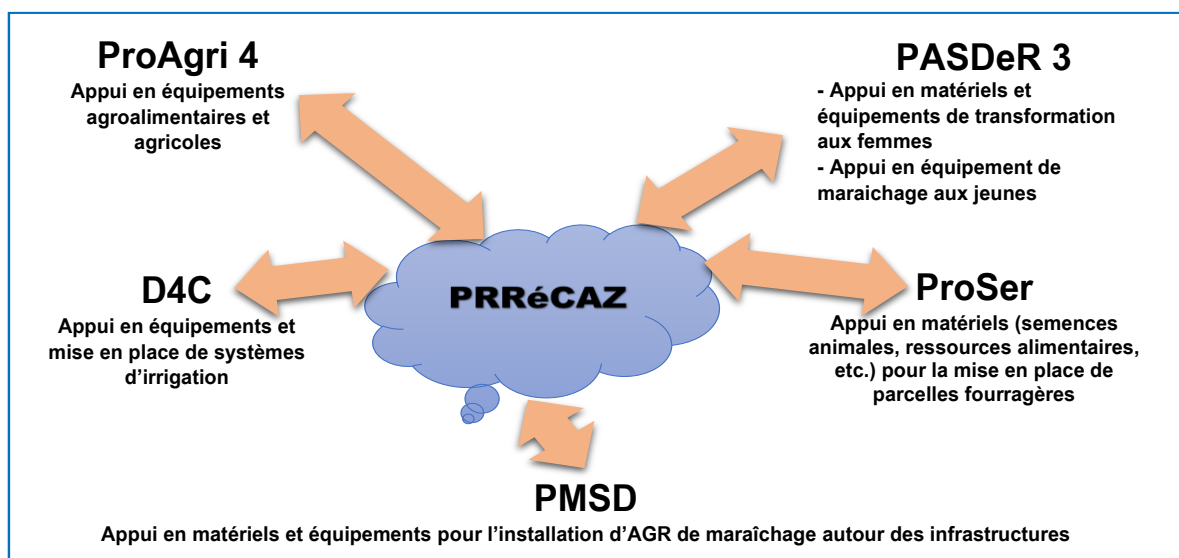 ProAgri 4
Appui en équipements
agroalimentaires et
agricoles
PASDeR 3
- Appui en matériels et
équipements de transformation
aux femmes
- Appui en équipement de
maraichage aux jeunes
D4C
Appui en équipements et
mise en place de systèmes
d’irrigation
PRRéCAZ
ProSer
Appui en matériels (semences
animales, ressources alimentaires,
etc.) pour la mise en place de
parcelles fourragères
PMSD
Appui en matériels et équipements pour l’installation d’AGR de maraîchage autour des infrastructures